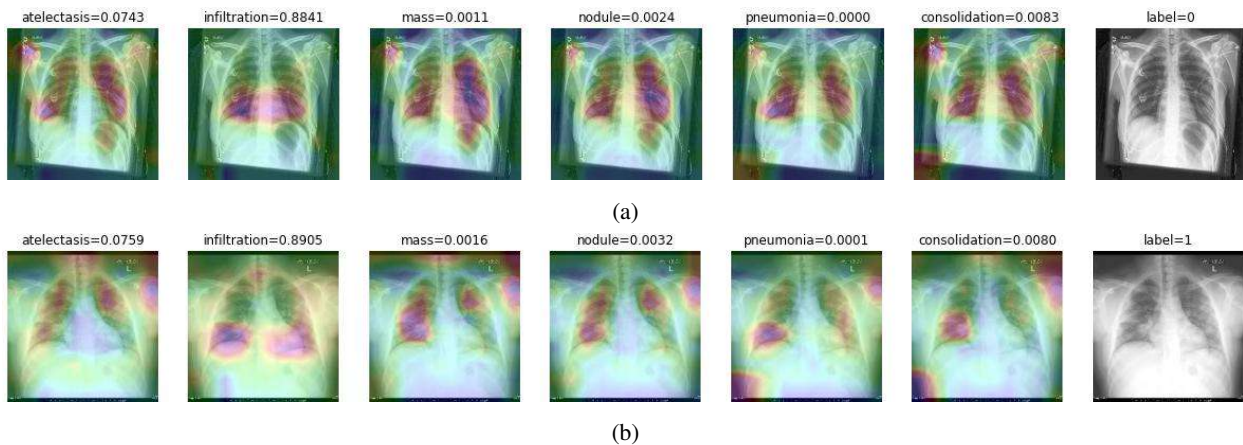 atelectasis=0.0743 infiltration=0.8841 mass=0.0011 nodule=0.0024 pneumonia=0.0000 consolidation=0.0083 label=0
(a)
atelectasis=0.0759 infiltration=0.8905 mass=0.0016 nodule=0.0032 pneumonia=0.0001 consolidation=0.0080 label=1
L
(b)